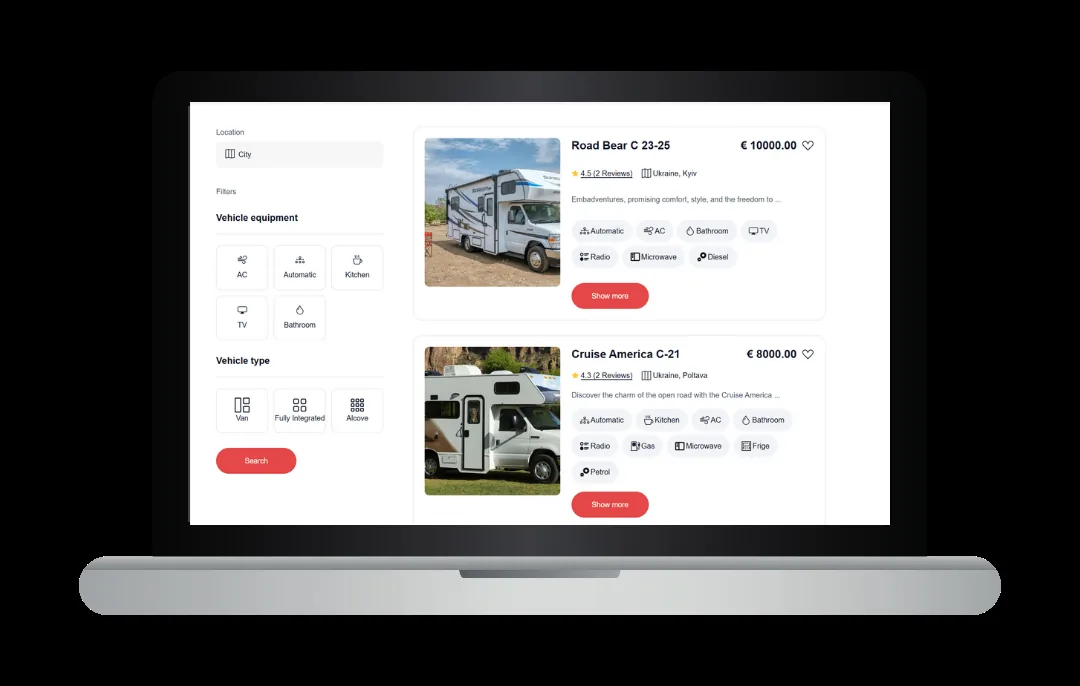 Location
City
Filters
Vehicle equipment
AC
Automatic
Kitchen
TV
Bathroom
Vehicle type
Van
Fully Integrated
Alcove
Search
Road Bear C 23-25
€ 10000.00
4.5 (2 Reviews)
Ukraine, Kyiv
Embadventures, promising comfort, style, and the freedom to ...
Automatic AC Bathroom TV
Radio Microwave Diesel
Show more
Cruise America C-21
€ 8000.00
4.3 (2 Reviews)
Ukraine, Poltava
Discover the charm of the open road with the Cruise America ...
Automatic Kitchen AC Bathroom
Radio Gas Microwave Frige
Petrol
Show more